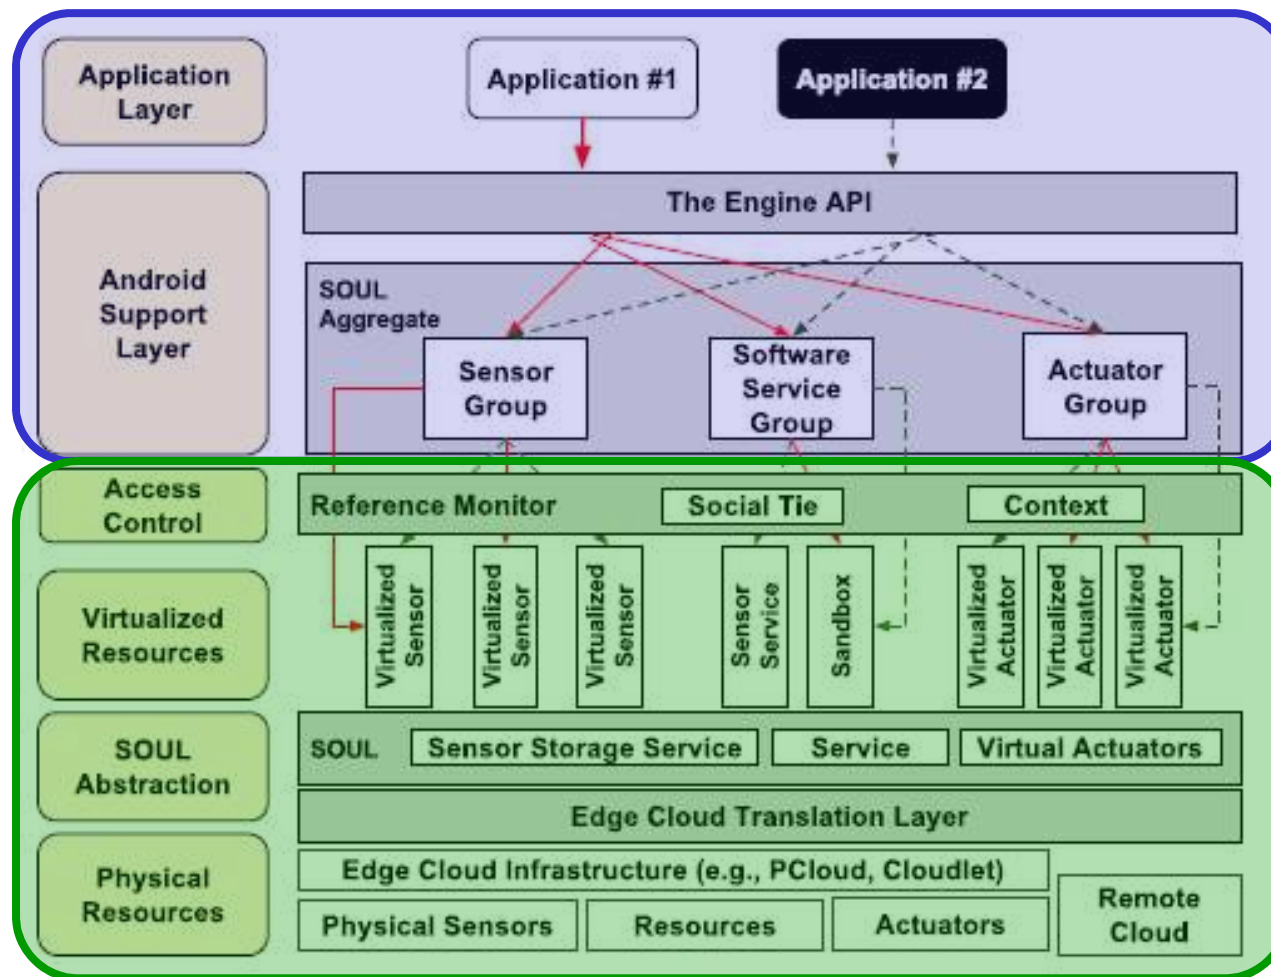 Application
Layer
Application #1
Application #2
The Engine API
Android
Support
Layer
SOUL
Aggregate
Sensor
Group
Software
Service
Group
Actuator
Group
Access
Control
Reference Monitor
Social Tie
Context
Virtualized
Resources
Virtualized
Sensor
Virtualized
Sensor
Virtualized
Sensor
Sensor
Service
Sandbox
Virtualized
Actuator
Virtualized
Actuator
Virtualized
Actuator
SOUL
Abstraction
SOUL
Sensor Storage Service
Service
Virtual Actuators
Edge Cloud Translation Layer
Physical
Resources
Edge Cloud Infrastructure (e.g., PCloud, Cloudlet)
Physical Sensors
Resources
Actuators
Remote
Cloud